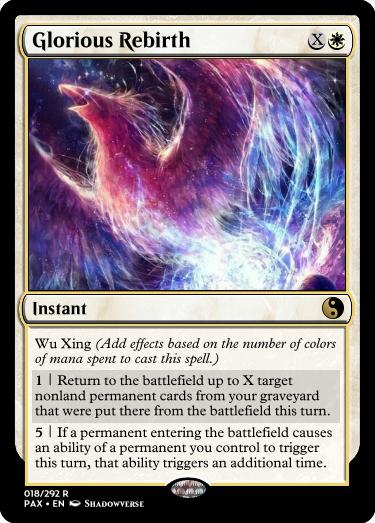 Glorious Rebirth
X
Instant
Wu Xing (Add effects based on the number of colors
of mana spent to cast this spell.)
1 | Return to the battlefield up to X target
nonland permanent cards from your graveyard
that were put there from the battlefield this turn.
5 | If a permanent entering the battlefield causes
an ability of a permanent you control to trigger
this turn, that ability triggers an additional time.
018/292 R
PAX • EN SHADOWVERSE